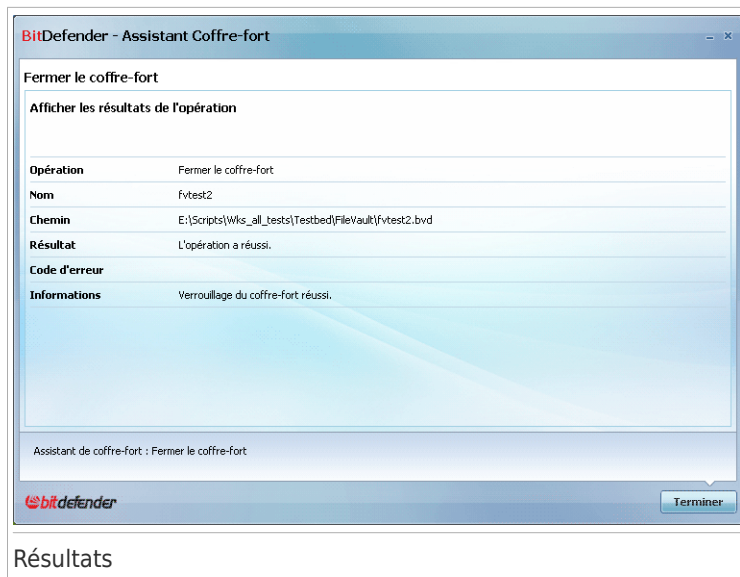 BitDefender - Assistant Coffre-fort
Fermer le coffre-fort
Afficher les résultats de l'opération
Opération Fermer le coffre-fort
Nom fvtest2
Chemin E:\Scripts\Wks_all_tests\Testbed\FileVault\fvtest2.bvd
Résultat L'opération a réussi.
Code d'erreur
Informations Verrouillage du coffre-fort réussi.
Assistant de coffre-fort : Fermer le coffre-fort
bitdefender
Terminer
Résultats